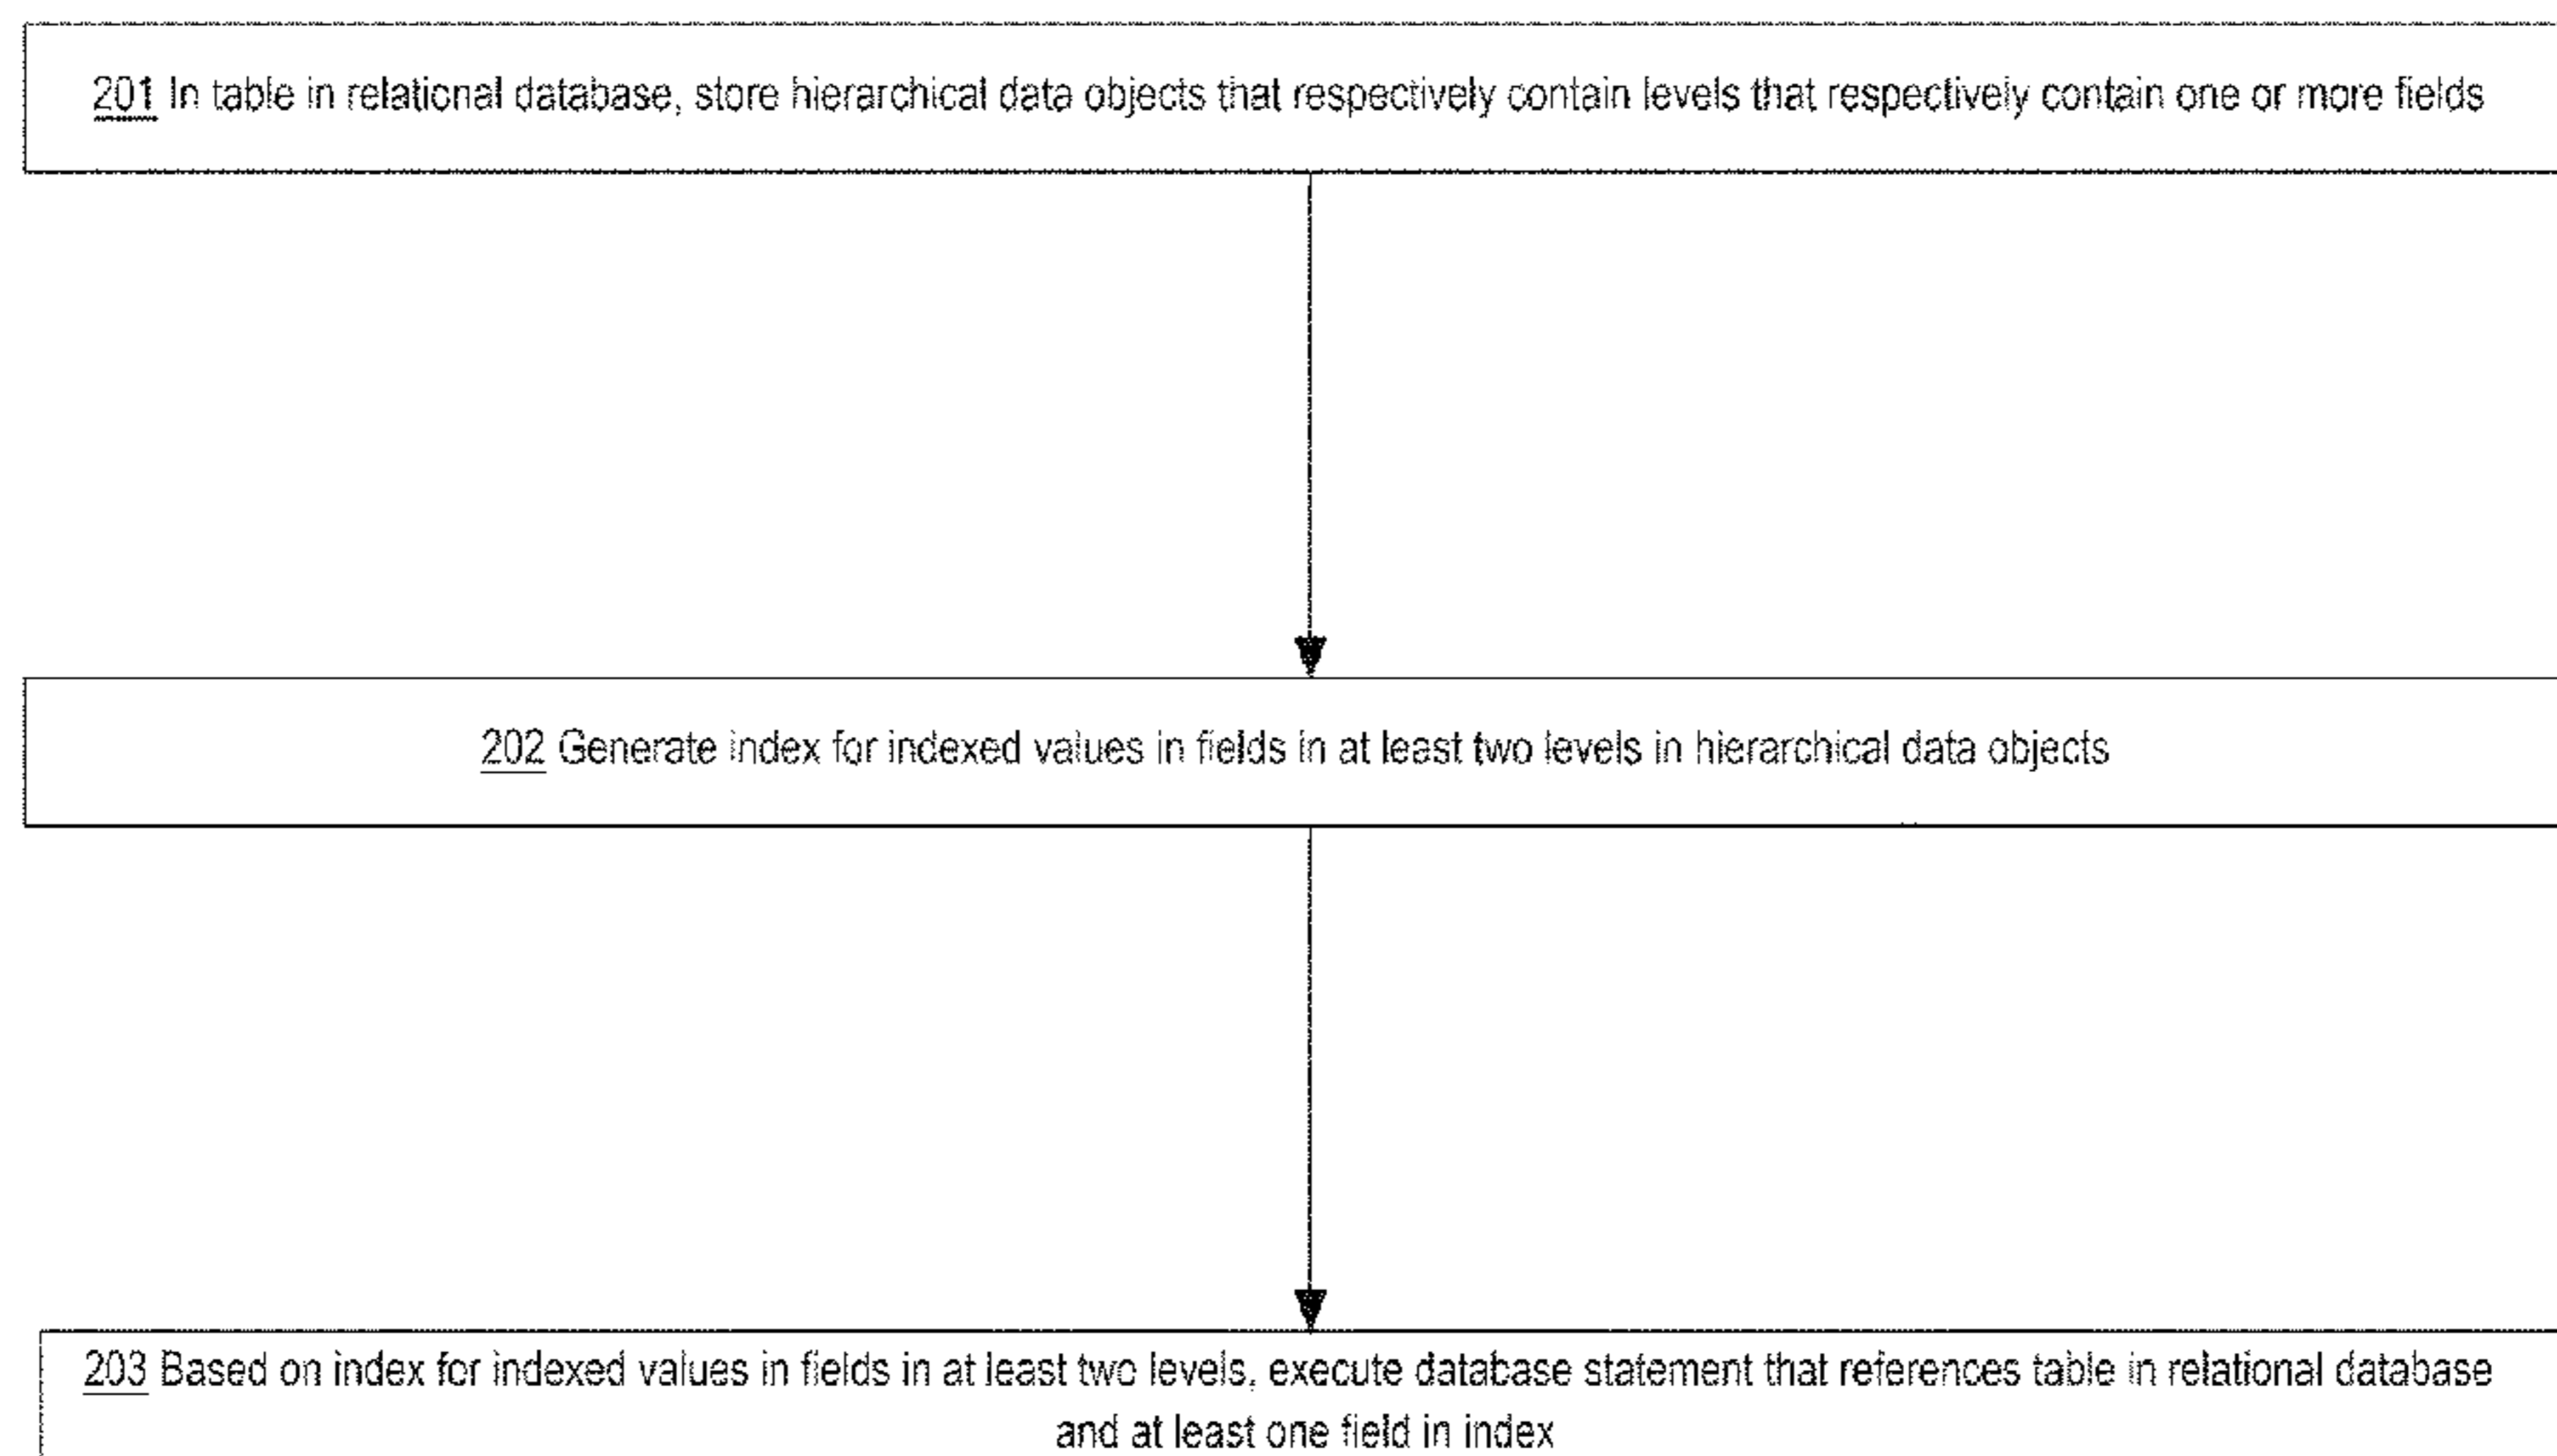 201 In table in relational database, store hierarchical data objects that respectively contain levels that respectively contain one or more fields
202 Generate index for indexed values in fields in at least two levels in hierarchical data objects
203 Based on index for indexed values in fields in at least two levels, execute database statement that references table in relational database
and at least one field in index